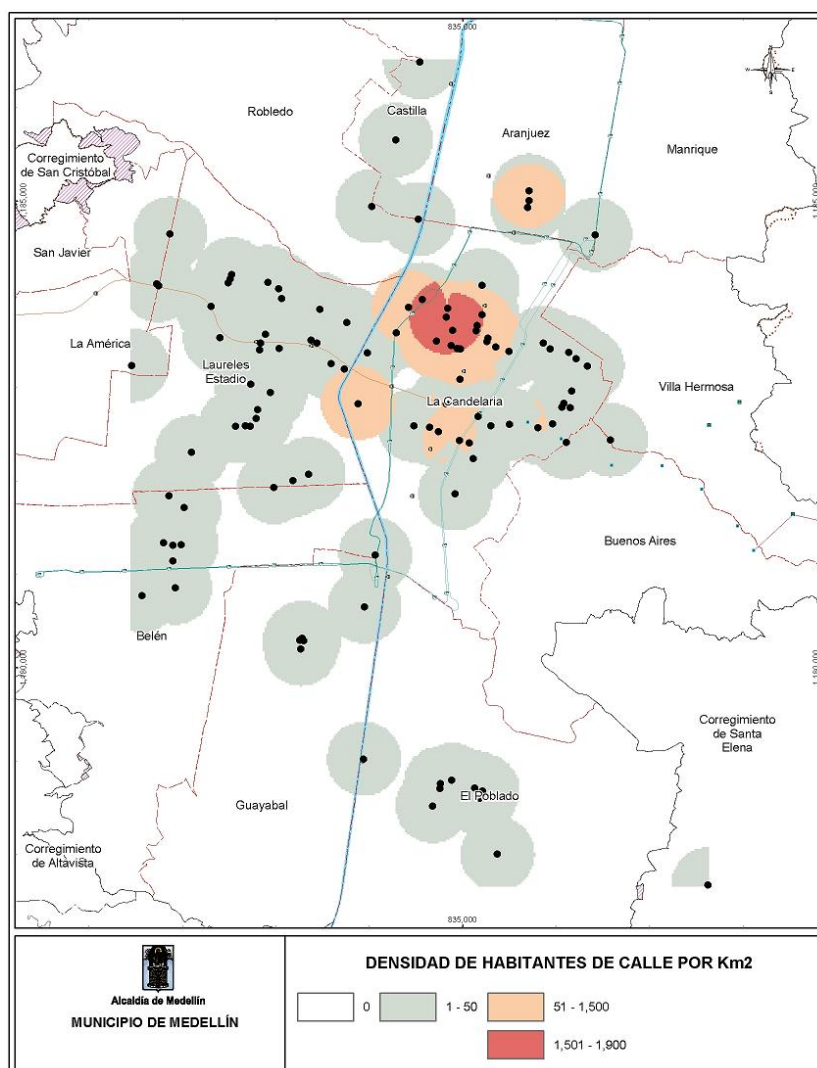 835,000
Robledo
Castilla
Aranjuez
Manrique
Corregimiento
de San Cristóbal
1,185,000
1,185,000
San Javier
La América
Laureles
Estadio
La Candelaria
Villa Hermosa
Buenos Aires
Belén
1,180,000
1,180,000
Corregimiento
de Santa
Elena
El Poblado
Guayabal
Corregimiento
de Altavista
835,000
Alcaldía de Medellín
MUNICIPIO DE MEDELLÍN
DENSIDAD DE HABITANTES DE CALLE POR Km2
0
1 - 50
51 - 1,500
1,501 - 1,900